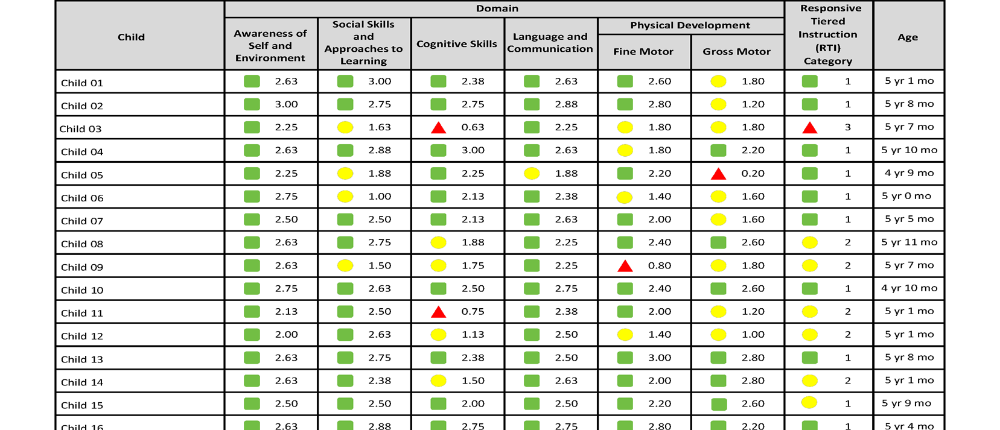 Child
Domain
Responsive
Tiered
Instruction
(RTI)
Category
Age
Awareness of
Self and
Environment
Social Skills
and
Approaches to
Learning
Cognitive Skills
Language and
Communication
Physical Development
Fine Motor
Gross Motor
Child 01 2.63 3.00 2.38 2.63 2.60 1.80 1 5 yr 1 mo
Child 02 3.00 2.75 2.75 2.88 2.80 1.20 1 5 yr 8 mo
Child 03 2.25 1.63 0.63 2.25 1.80 1.80 3 5 yr 7 mo
Child 04 2.63 2.88 3.00 2.63 1.80 2.20 1 5 yr 10 mo
Child 05 2.25 1.88 2.25 1.88 2.20 0.20 1 4 yr 9 mo
Child 06 2.75 1.00 2.13 2.38 1.40 1.60 1 5 yr 0 mo
Child 07 2.50 2.50 2.13 2.63 2.00 1.60 1 5 yr 5 mo
Child 08 2.63 2.75 1.88 2.25 2.40 2.60 2 5 yr 11 mo
Child 09 2.63 1.50 1.75 2.25 0.80 1.80 2 5 yr 7 mo
Child 10 2.75 2.63 2.50 2.75 2.40 2.60 1 4 yr 10 mo
Child 11 2.13 2.50 0.75 2.38 2.00 1.20 2 5 yr 1 mo
Child 12 2.00 2.63 1.13 2.50 1.40 1.00 2 5 yr 1 mo
Child 13 2.63 2.75 2.38 2.50 3.00 2.80 1 5 yr 8 mo
Child 14 2.63 2.38 1.50 2.63 2.00 2.80 2 5 yr 1 mo
Child 15 2.50 2.50 2.00 2.50 2.20 2.60 1 5 yr 9 mo
Child 16 2.63 2.88 2.75 2.75 2.80 2.20 1 5 yr 4 mo